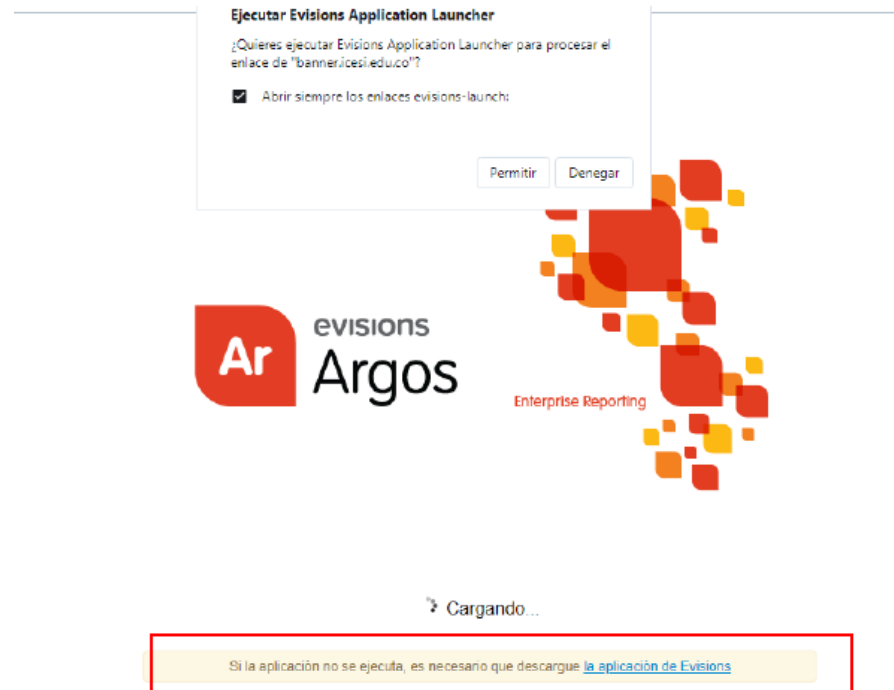 Ejecutar Evisions Application Launcher
¿Quieres ejecutar Evisions Application Launcher para procesar el
enlace de "banner.icesi.edu.co"?
Abrir siempre los enlaces evisions-launch:
Permitir Denegar
Ar
evisions
Argos
Enterprise Reporting
Cargando...
Si la aplicación no se ejecuta, es necesario que descargue la aplicación de Evisions